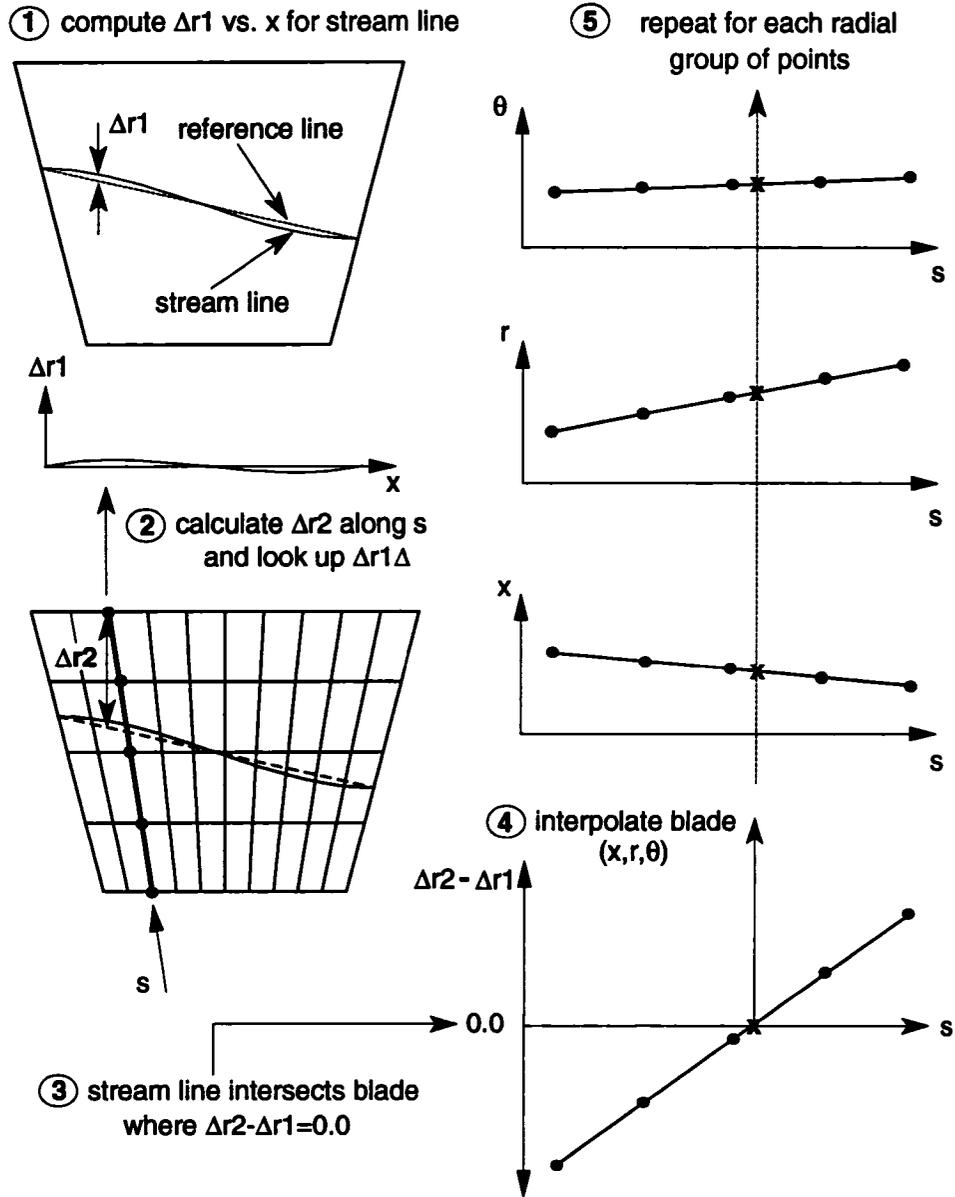 ① compute Δr1 vs. x for stream line
Δr1
reference line
stream line
Δr1
x
② calculate Δr2 along s
and look up Δr1Δ
Δr2
s
③ stream line intersects blade
where Δr2-Δr1=0.0
⑤ repeat for each radial
group of points
θ
s
r
s
x
s
④ interpolate blade
(x,r,θ)
Δr2-Δr1
0.0
s